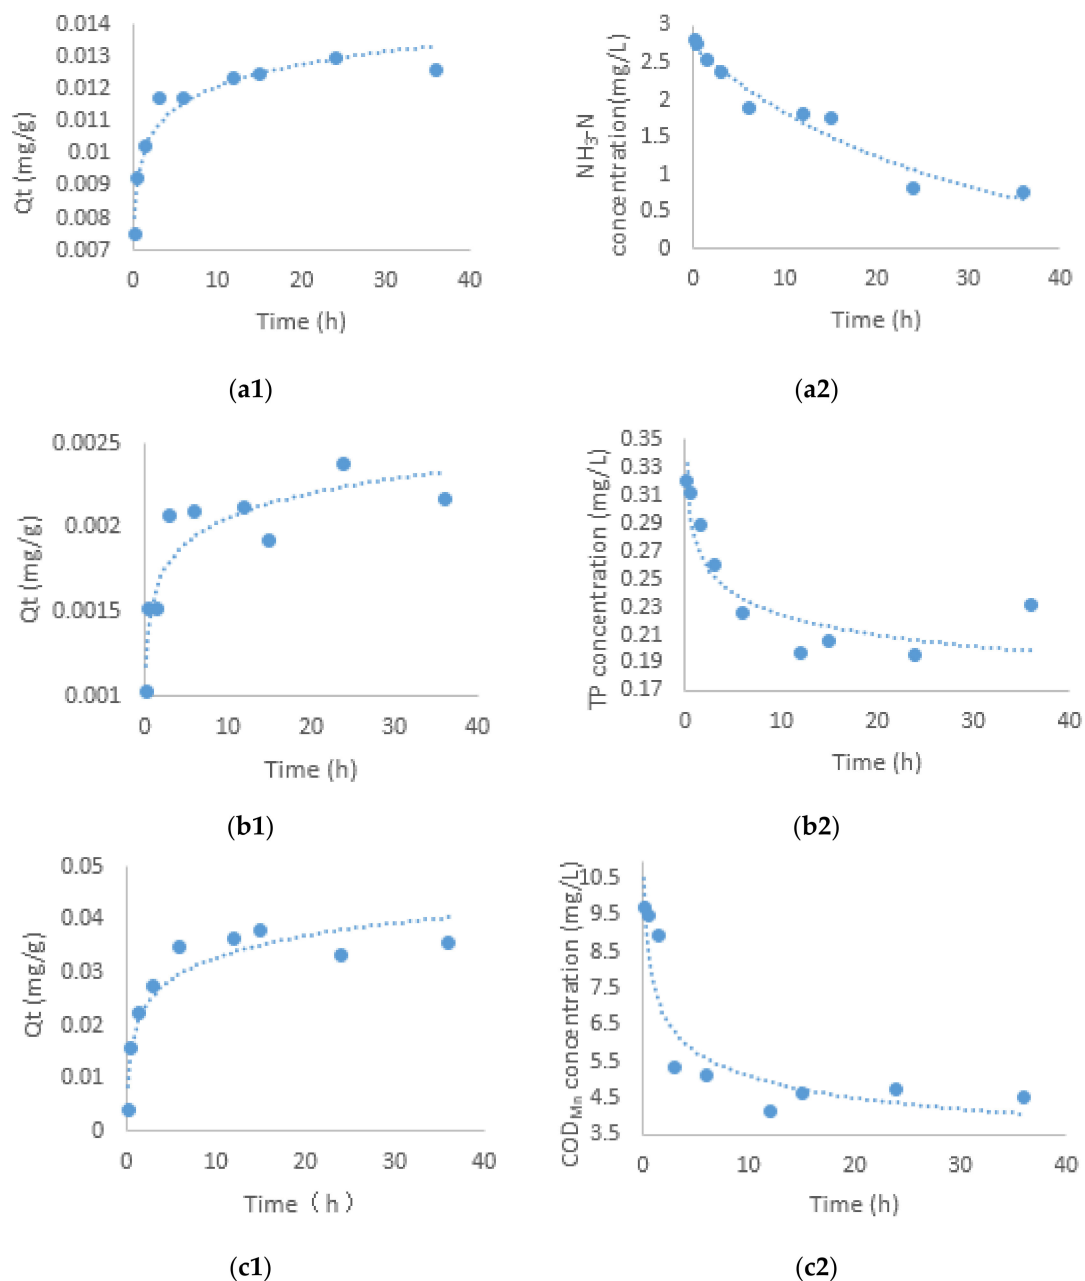 0.014
0.013
0.012
0.011
0.01
0.009
0.008
0.007
Qt (mg/g)
0 10 20 30 40
Time (h)
(a1)
3
2.5
2
1.5
1
0.5
0
NH3-N
concentration(mg/L)
0 10 20 30 40
Time (h)
(a2)
0.0025
0.002
0.0015
0.001
Qt (mg/g)
0 10 20 30 40
Time (h)
(b1)
0.35
0.33
0.31
0.29
0.27
0.25
0.23
0.21
0.19
0.17
TP concentration (mg/L)
0 10 20 30 40
Time (h)
(b2)
0.05
0.04
0.03
0.02
0.01
0
Qt (mg/g)
0 10 20 30 40
Time（h）
(c1)
10.5
9.5
8.5
7.5
6.5
5.5
4.5
3.5
CODMn concentration (mg/L)
0 10 20 30 40
Time (h)
(c2)